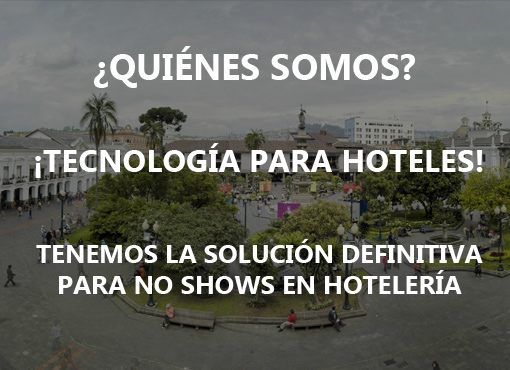 ¿QUIÉNES SOMOS?
¡TECNOLOGÍA PARA HOTELES!
TENEMOS LA SOLUCIÓN DEFINITIVA
PARA NO SHOWS EN HOTELERÍA